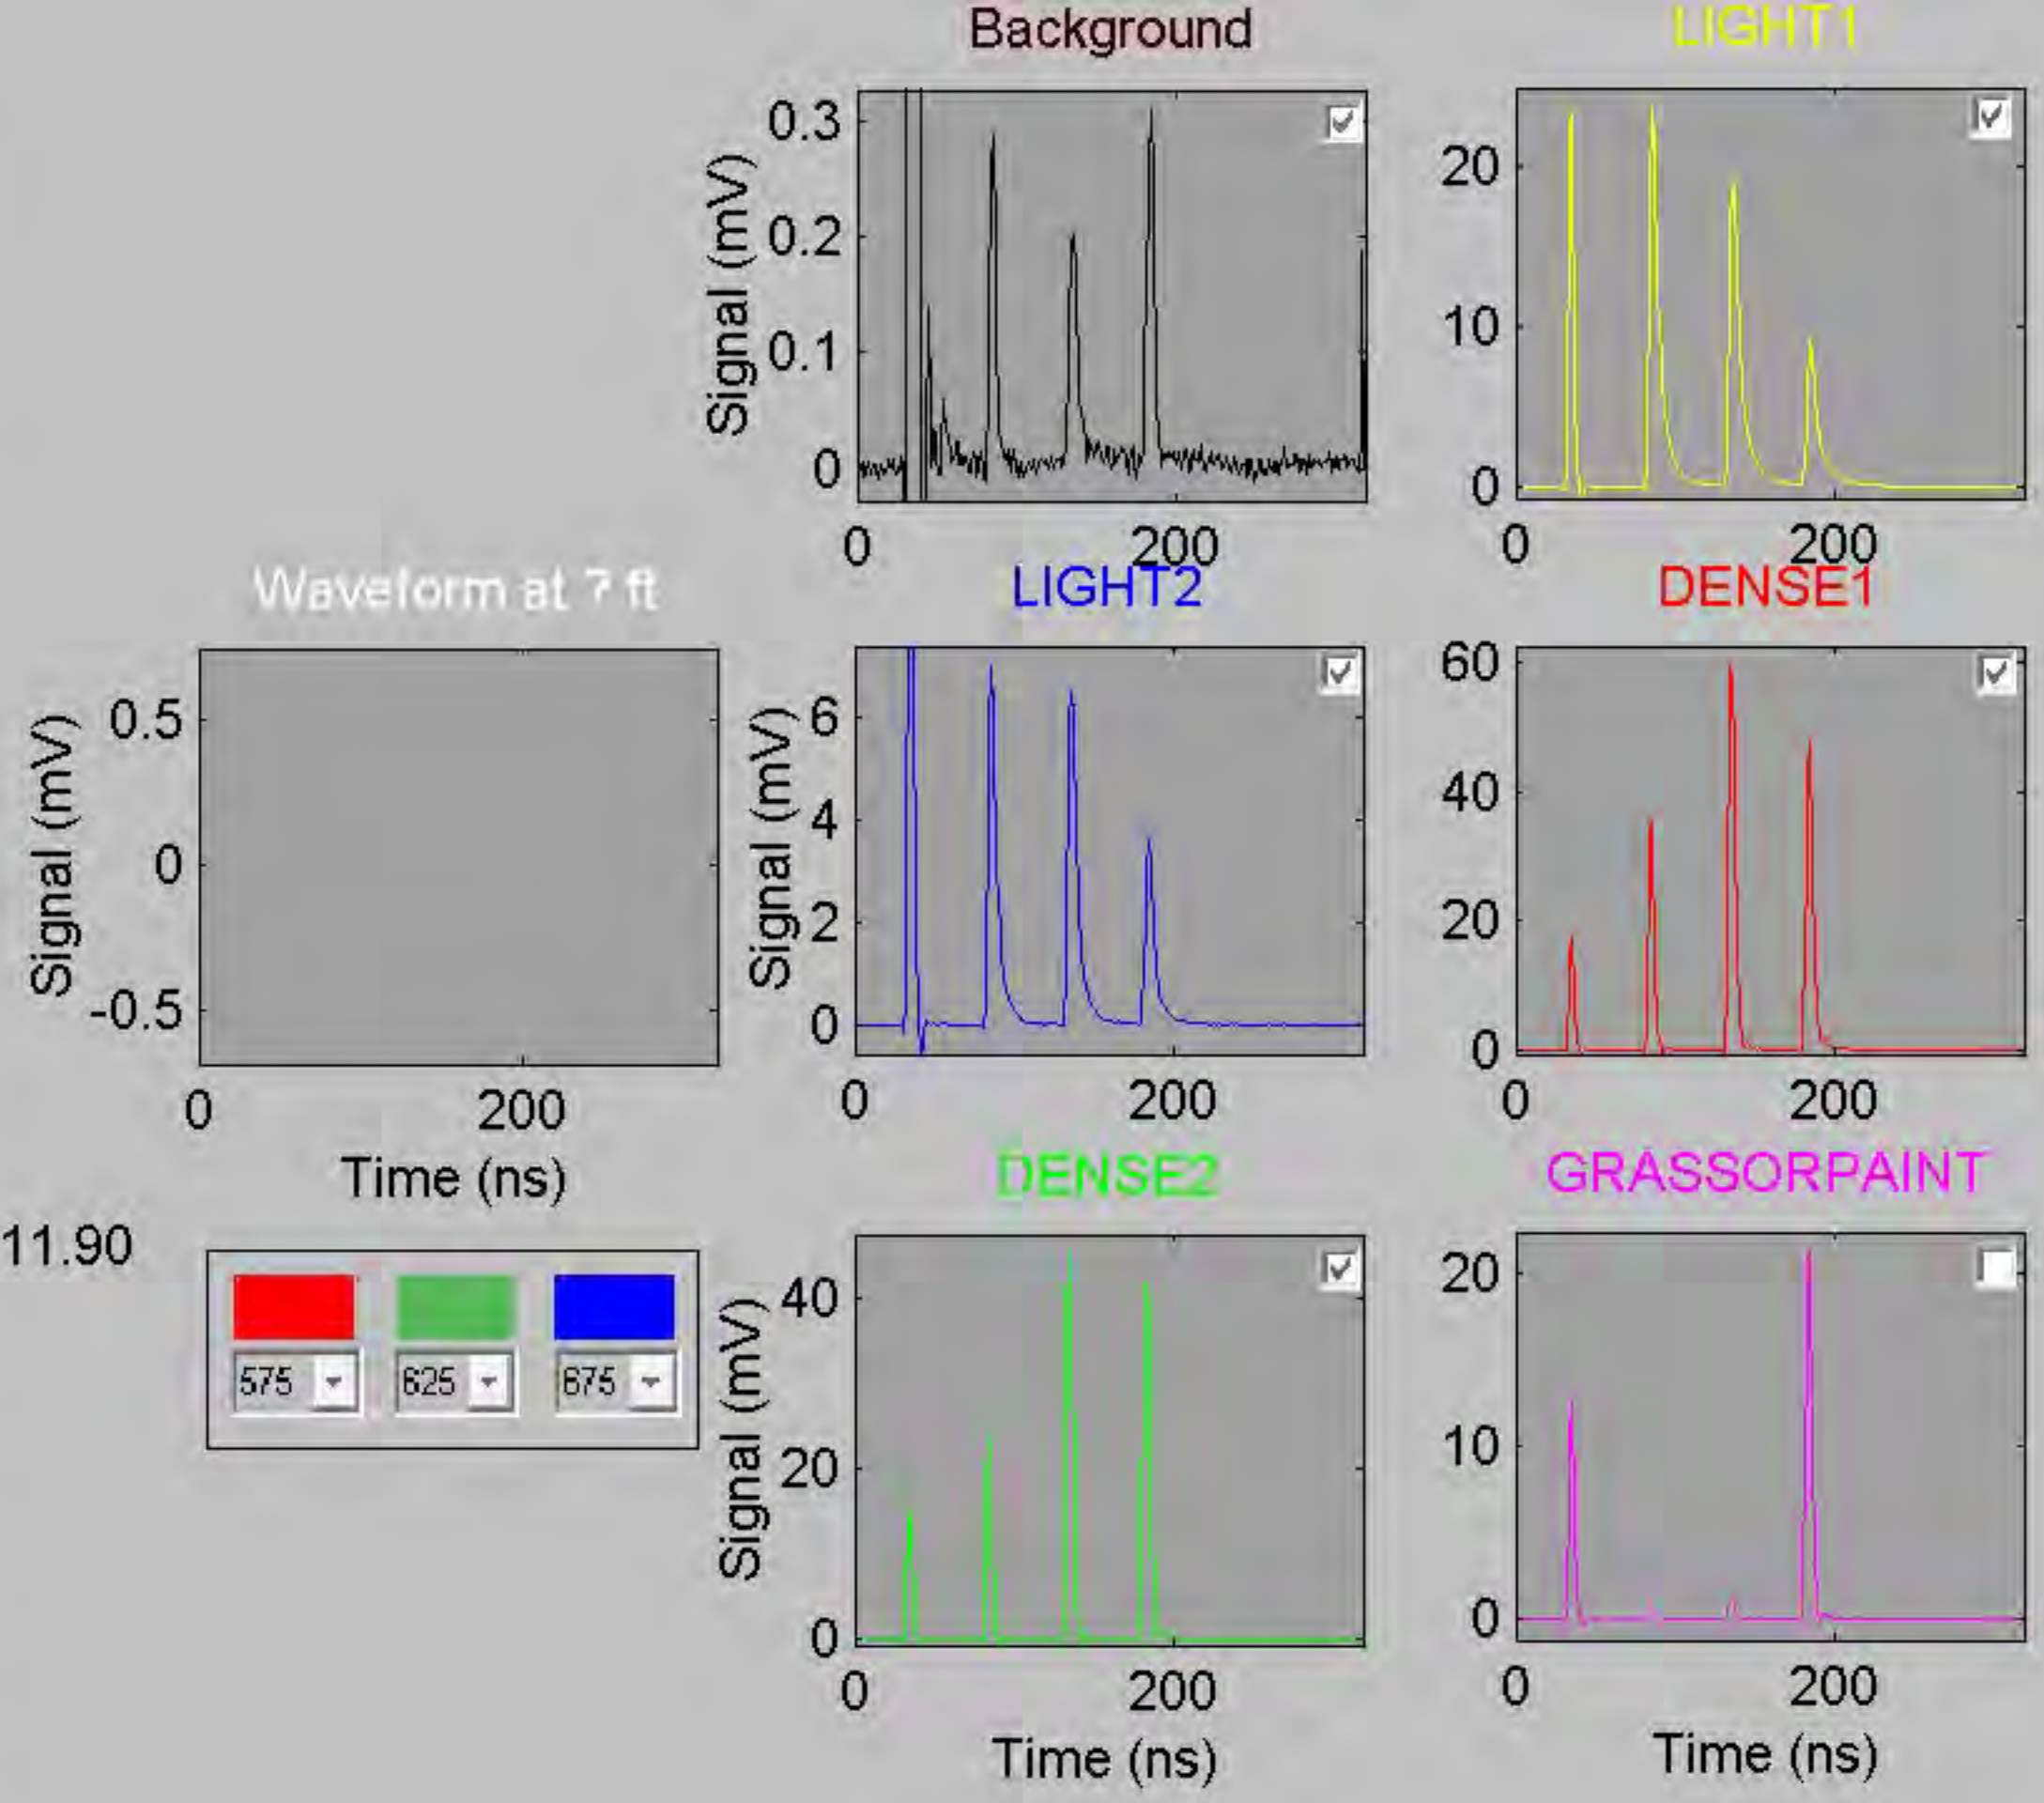 Background
Signal (mV)
0.3
0.2
0.1
0
0 200
LIGHT1
20
10
0
0 200
Waveform at ? ft
Signal (mV)
0.5
0
-0.5
0 200
Time (ns)
LIGHT2
Signal (mV)
6
4
2
0
0 200
DENSE1
60
40
20
0
0 200
11.90
575 625 675
DENSE2
Signal (mV)
40
20
0
0 200
Time (ns)
GRASSORPAINT
20
10
0
0 200
Time (ns)